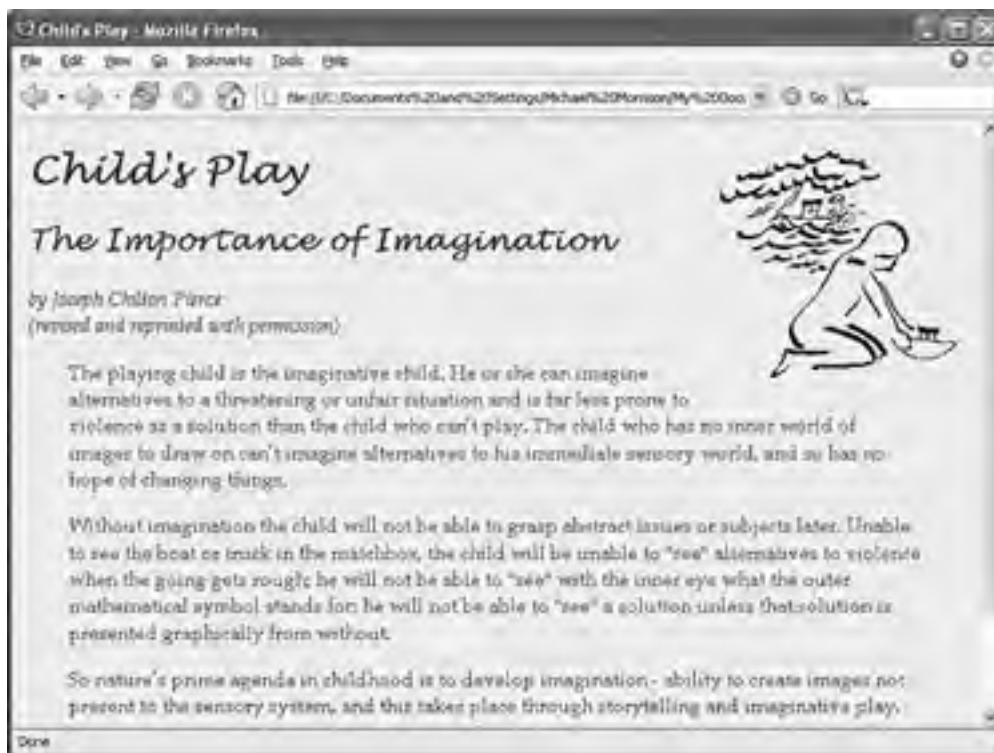 Child's Play - Mozilla Firefox
File Edit View Go Bookmarks Tools Help
file:///C:/Documents%20and%20Settings/Michael%20Morrison/My%20Doc Go
Child's Play
The Importance of Imagination
by Joseph Chilton Pierce
(revised and reprinted with permission)
The playing child is the imaginative child. He or she can imagine
alternatives to a threatening or unfair situation and is far less prone to
violence as a solution than the child who can't play. The child who has no inner world of
images to draw on can't imagine alternatives to his immediate sensory world, and so has no
hope of changing things.
Without imagination the child will not be able to grasp abstract issues or subjects later. Unable
to see the boat or truck in the matchbox, the child will be unable to "see" alternatives to violence
when the going gets rough; he will not be able to "see" with the inner eye what the outer
mathematical symbol stands for; he will not be able to "see" a solution unless that solution is
presented graphically from without.
So nature's prime agenda in childhood is to develop imagination - ability to create images not
present to the sensory system, and this takes place through storytelling and imaginative play.
Done